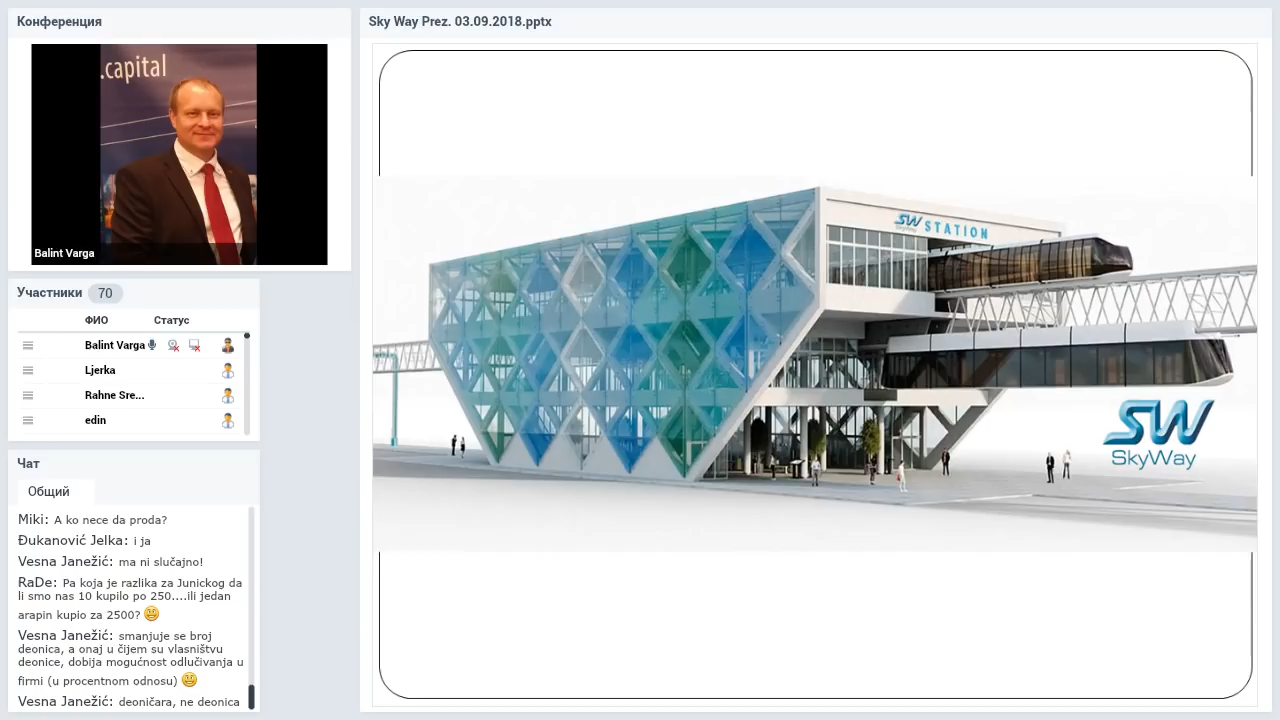 Конференция
.capital
Balint Varga
Участники 70
ФИО Статус
Balint Varga
Ljerka
Rahne Sre...
edin
Чат
Общий
Miki: A ko nece da proda?
Đukanović Jelka: i ja
Vesna Janežić: ma ni slučajno!
RaDe: Pa koja je razlika za Junickog da
li smo nas 10 kupilo po 250....ili jedan
arapin kupio za 2500?
Vesna Janežić: smanjuje se broj
deonica, a onaj u čijem su vlasništvu
deonice, dobija mogućnost odlučivanja u
firmi (u procentnom odnosu)
Vesna Janežić: deoničara, ne deonica
Sky Way Prez. 03.09.2018.pptx
SW SkyWay STATION
SW
SkyWay